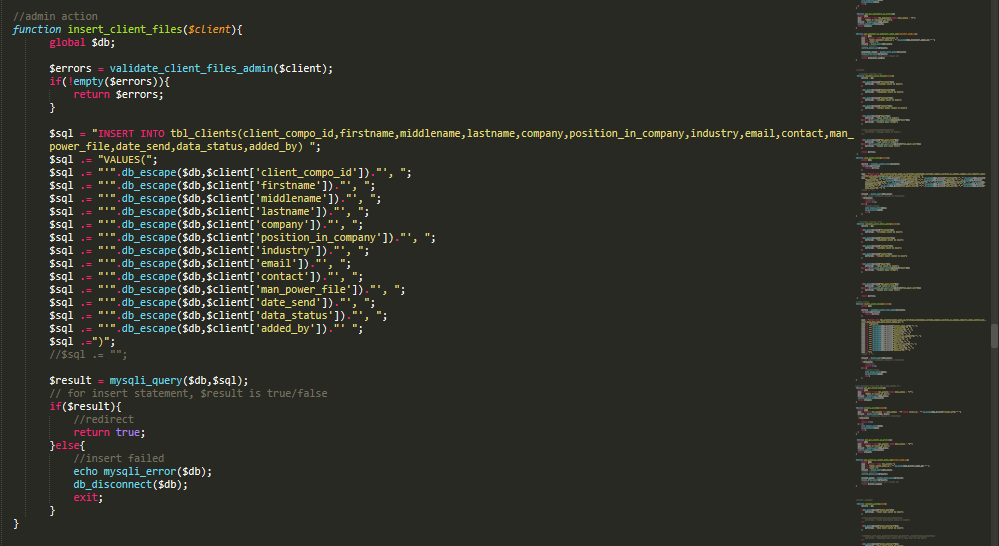 //admin action
function insert_client_files($client){
global $db;
$errors = validate_client_files_admin($client);
if(!empty($errors)){
return $errors;
}
$sql = "INSERT INTO tbl_clients(client_compo_id,firstname,middlename,lastname,company,position_in_company,industry,email,contact,man_
power_file,date_send,data_status,added_by) ";
$sql .= "VALUES(";
$sql .= "'".db_escape($db,$client['client_compo_id'])."', ";
$sql .= "'".db_escape($db,$client['firstname'])."', ";
$sql .= "'".db_escape($db,$client['middlename'])."', ";
$sql .= "'".db_escape($db,$client['lastname'])."', ";
$sql .= "'".db_escape($db,$client['company'])."', ";
$sql .= "'".db_escape($db,$client['position_in_company'])."', ";
$sql .= "'".db_escape($db,$client['industry'])."', ";
$sql .= "'".db_escape($db,$client['email'])."', ";
$sql .= "'".db_escape($db,$client['contact'])."', ";
$sql .= "'".db_escape($db,$client['man_power_file'])."', ";
$sql .= "'".db_escape($db,$client['date_send'])."', ";
$sql .= "'".db_escape($db,$client['data_status'])."', ";
$sql .= "'".db_escape($db,$client['added_by'])."' ";
$sql .=")";
//$sql .= "";
$result = mysqli_query($db,$sql);
// for insert statement, $result is true/false
if($result){
//redirect
return true;
}else{
//insert failed
echo mysqli_error($db);
db_disconnect($db);
exit;
}
}